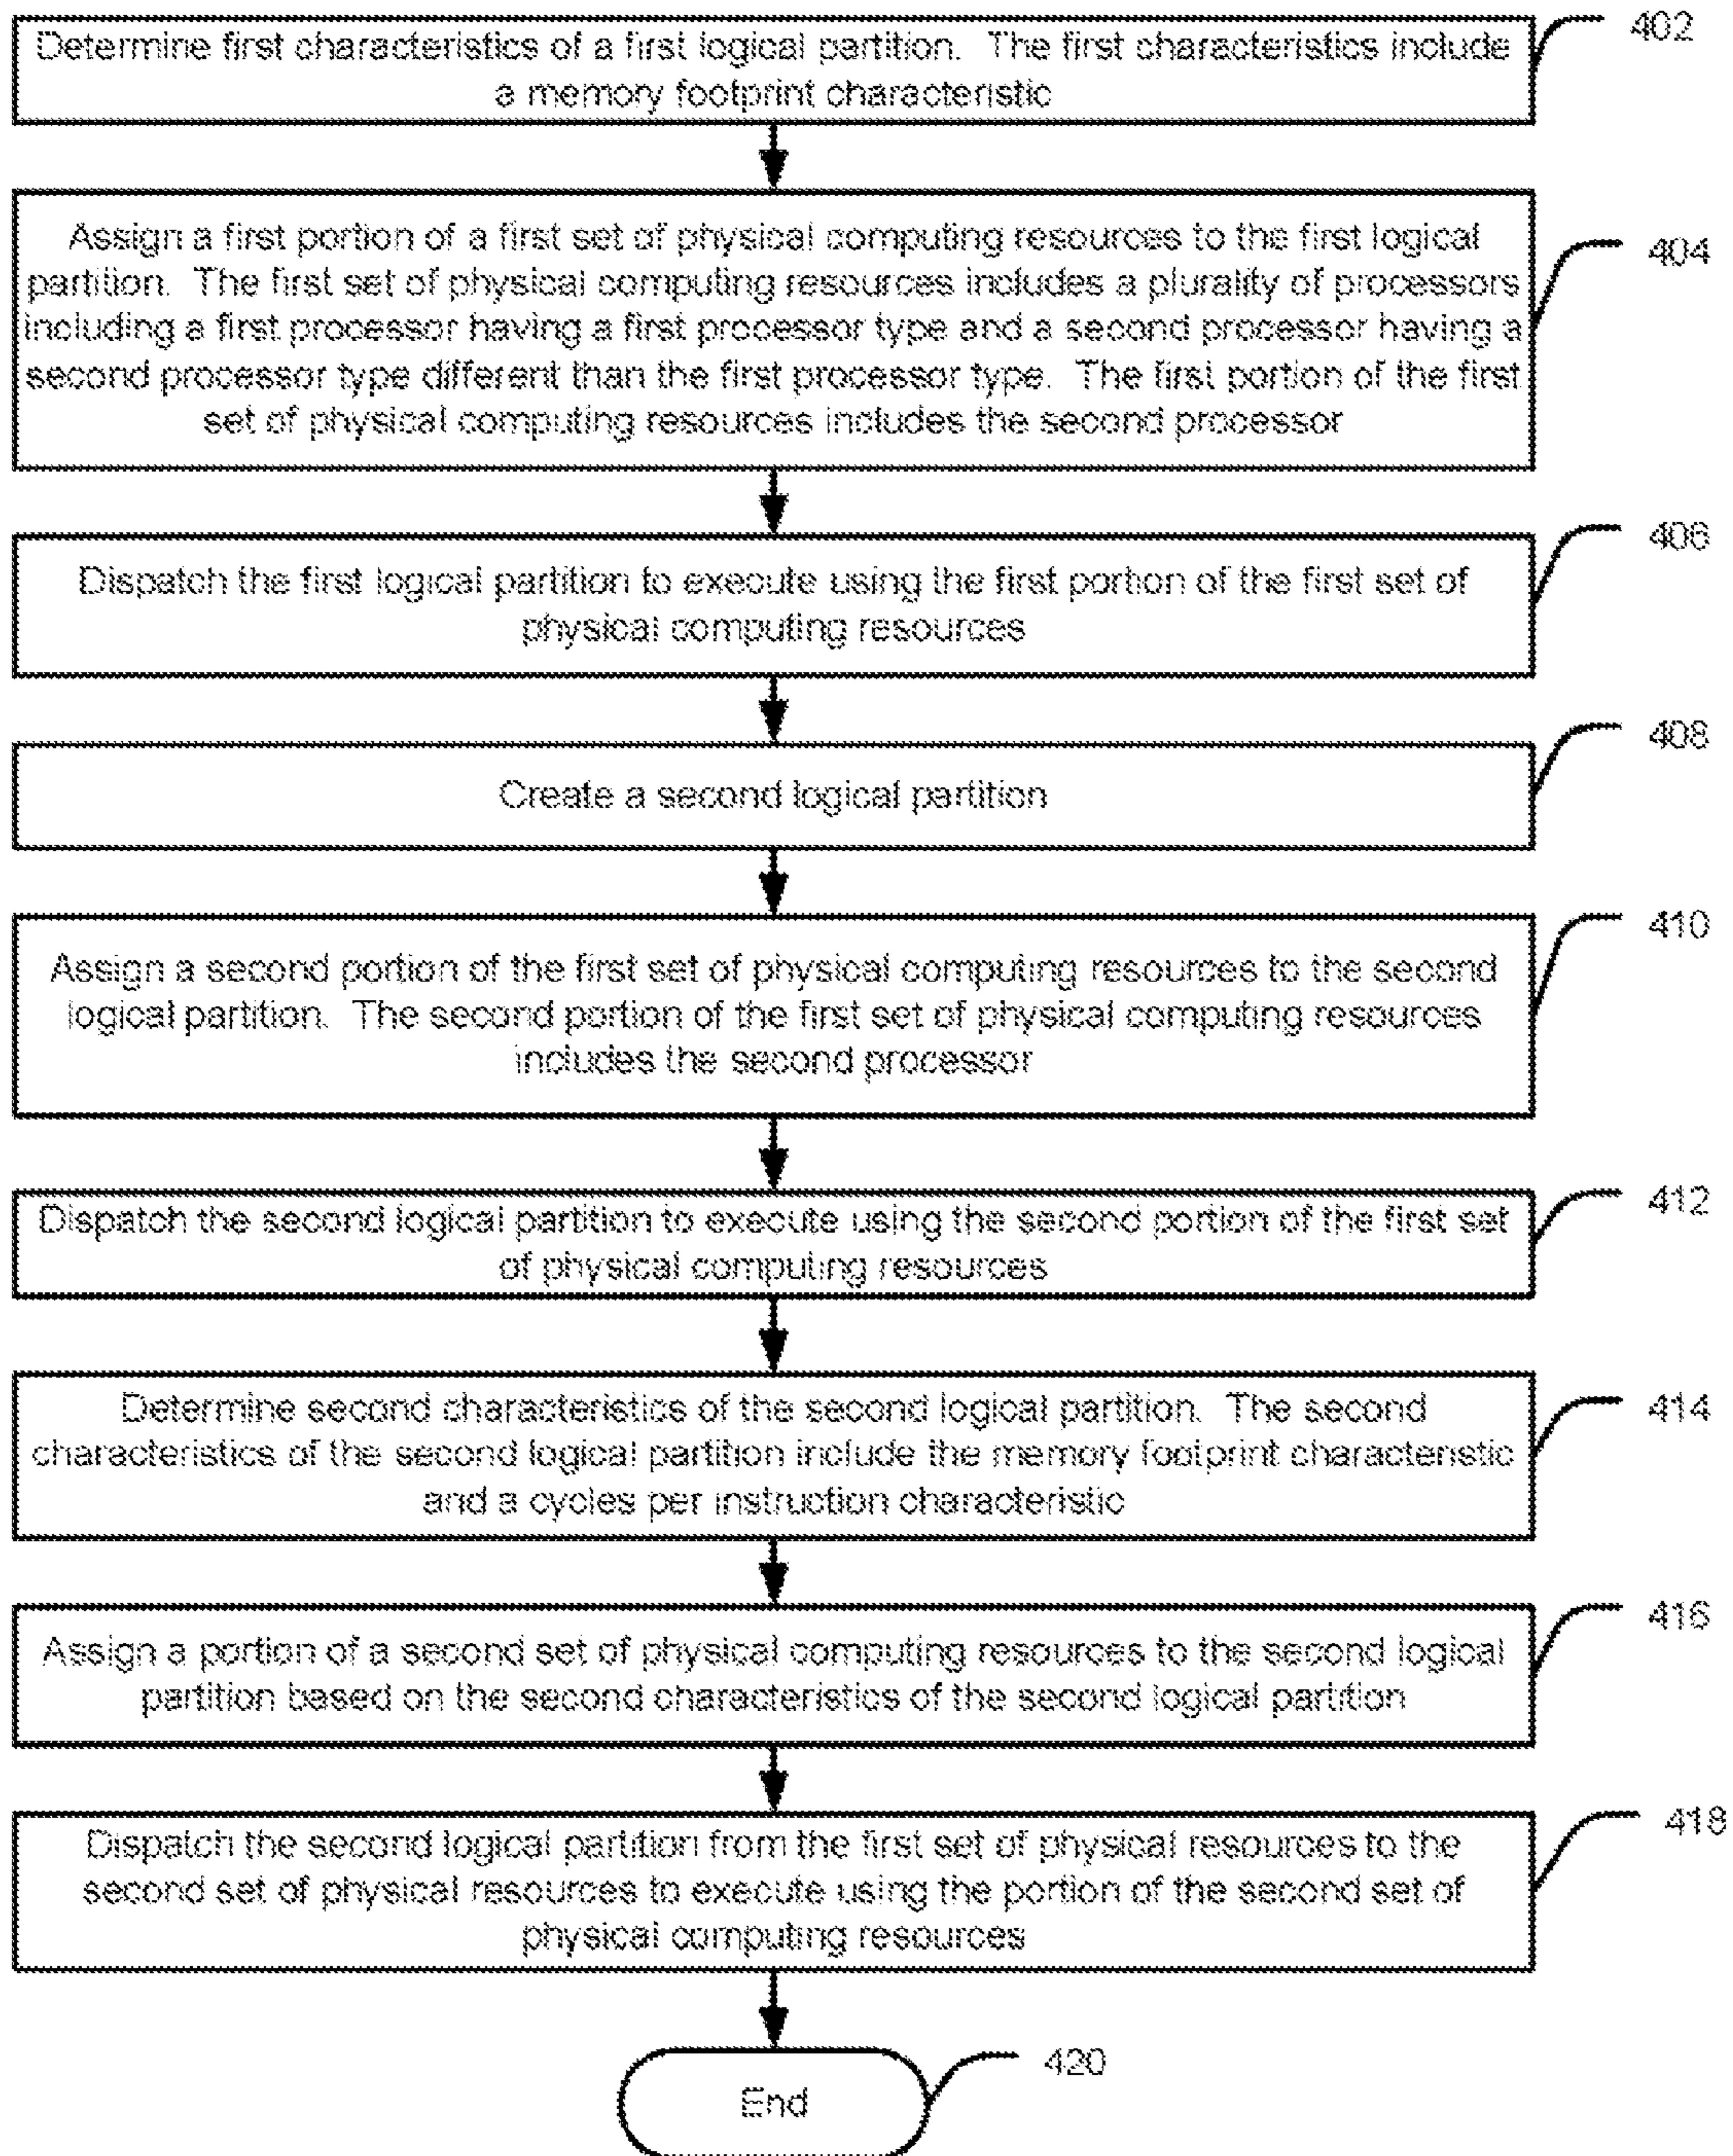 402
Determine first characteristics of a first logical partition. The first characteristics include
a memory footprint characteristic
404
Assign a first portion of a first set of physical computing resources to the first logical
partition. The first set of physical computing resources includes a plurality of processors
including a first processor having a first processor type and a second processor having a
second processor type different than the first processor type. The first portion of the first
set of physical computing resources includes the second processor
406
Dispatch the first logical partition to execute using the first portion of the first set of
physical computing resources
408
Create a second logical partition
410
Assign a second portion of the first set of physical computing resources to the second
logical partition. The second portion of the first set of physical computing resources
includes the second processor
412
Dispatch the second logical partition to execute using the second portion of the first set
of physical computing resources
414
Determine second characteristics of the second logical partition. The second
characteristics of the second logical partition include the memory footprint characteristic
and a cycles per instruction characteristic
416
Assign a portion of a second set of physical computing resources to the second logical
partition based on the second characteristics of the second logical partition
418
Dispatch the second logical partition from the first set of physical resources to the
second set of physical resources to execute using the portion of the second set of
physical computing resources
420
End